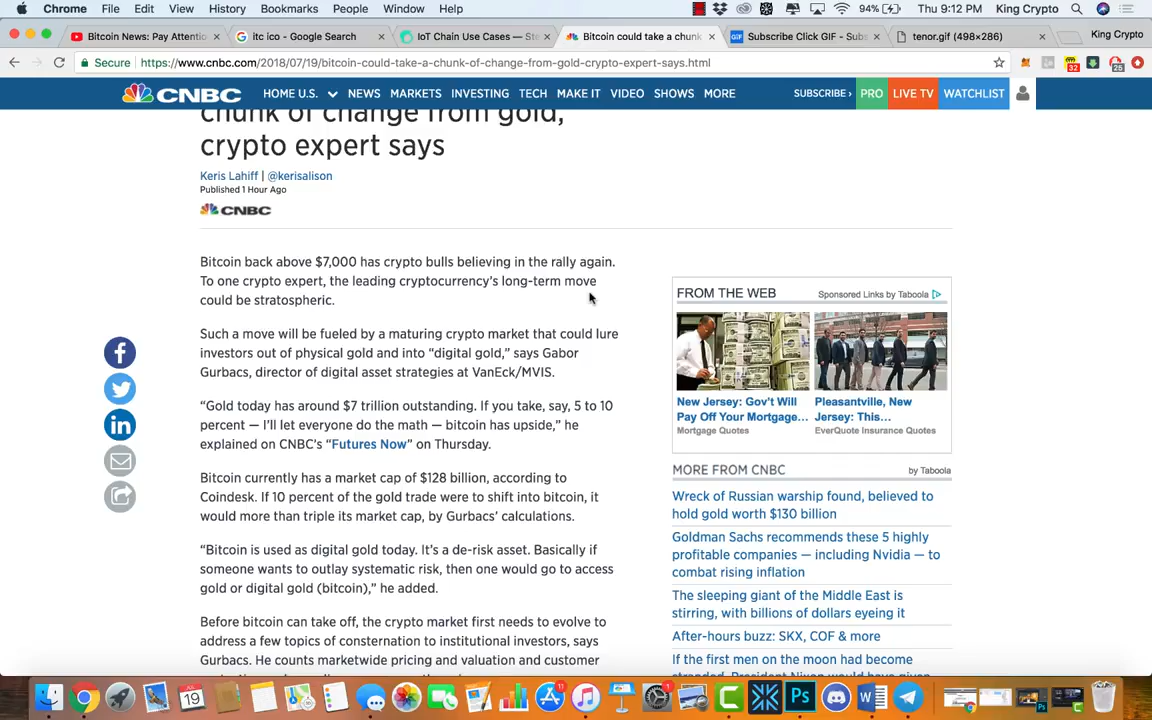 Chrome File Edit View History Bookmarks People Window Help 94% Thu 9:12 PM King Crypto
Bitcoin News: Pay Attentio × itc ico - Google Search × IoT Chain Use Cases — Ste × Bitcoin could take a chunk × Subscribe Click GIF - Subs × tenor.gif (498×256) × King Crypto
Secure https://www.cnbc.com/2018/07/19/bitcoin-could-take-a-chunk-of-change-from-gold-crypto-expert-says.html 32 25
CNBC HOME U.S. NEWS MARKETS INVESTING TECH MAKE IT VIDEO SHOWS MORE SUBSCRIBE › PRO LIVE TV WATCHLIST
chunk of change from gold,
crypto expert says
Keris Lahiff | @kerisalison
Published 1 Hour Ago
CNBC
Bitcoin back above $7,000 has crypto bulls believing in the rally again.
To one crypto expert, the leading cryptocurrency's long-term move
could be stratospheric.
Such a move will be fueled by a maturing crypto market that could lure
investors out of physical gold and into “digital gold,” says Gabor
Gurbacs, director of digital asset strategies at VanEck/MVIS.
“Gold today has around $7 trillion outstanding. If you take, say, 5 to 10
percent — I'll let everyone do the math — bitcoin has upside,” he
explained on CNBC's “Futures Now” on Thursday.
Bitcoin currently has a market cap of $128 billion, according to
Coindesk. If 10 percent of the gold trade were to shift into bitcoin, it
would more than triple its market cap, by Gurbacs' calculations.
“Bitcoin is used as digital gold today. It's a de-risk asset. Basically if
someone wants to outlay systematic risk, then one would go to access
gold or digital gold (bitcoin),” he added.
Before bitcoin can take off, the crypto market first needs to evolve to
address a few topics of consternation to institutional investors, says
Gurbacs. He counts marketwide pricing and valuation and customer
FROM THE WEB Sponsored Links by Taboola
New Jersey: Gov't Will
Pay Off Your Mortgage...
Mortgage Quotes
Pleasantville, New
Jersey: This...
EverQuote Insurance Quotes
MORE FROM CNBC by Taboola
Wreck of Russian warship found, believed to
hold gold worth $130 billion
Goldman Sachs recommends these 5 highly
profitable companies — including Nvidia — to
combat rising inflation
The sleeping giant of the Middle East is
stirring, with billions of dollars eyeing it
After-hours buzz: SKX, COF & more
If the first men on the moon had become
stranded, President Nixon would have given